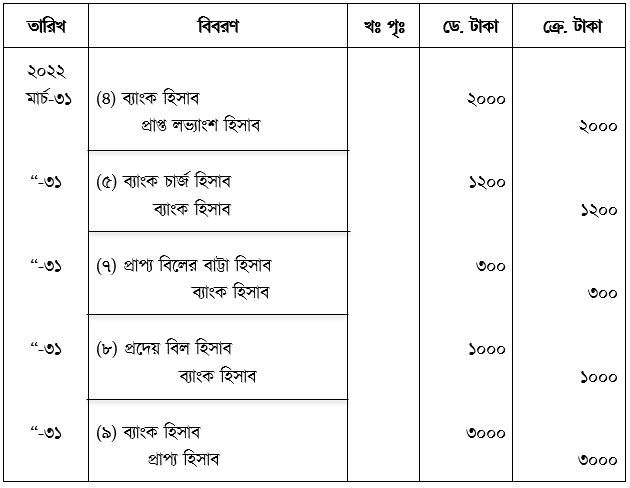 তারিখ বিবরণ খঃ পৃঃ ডে. টাকা ক্রে. টাকা
২০২২
মার্চ-৩১ (৪) ব্যাংক হিসাব ২০০০
প্রাপ্ত লভ্যাংশ হিসাব ২০০০
“-৩১ (৫) ব্যাংক চার্জ হিসাব ১২০০
ব্যাংক হিসাব ১২০০
“-৩১ (৭) প্রাপ্য বিলের বাট্টা হিসাব ৩০০
ব্যাংক হিসাব ৩০০
“-৩১ (৮) প্রদেয় বিল হিসাব ১০০০
ব্যাংক হিসাব ১০০০
“-৩১ (৯) ব্যাংক হিসাব ৩০০০
প্রাপ্য হিসাব ৩০০০